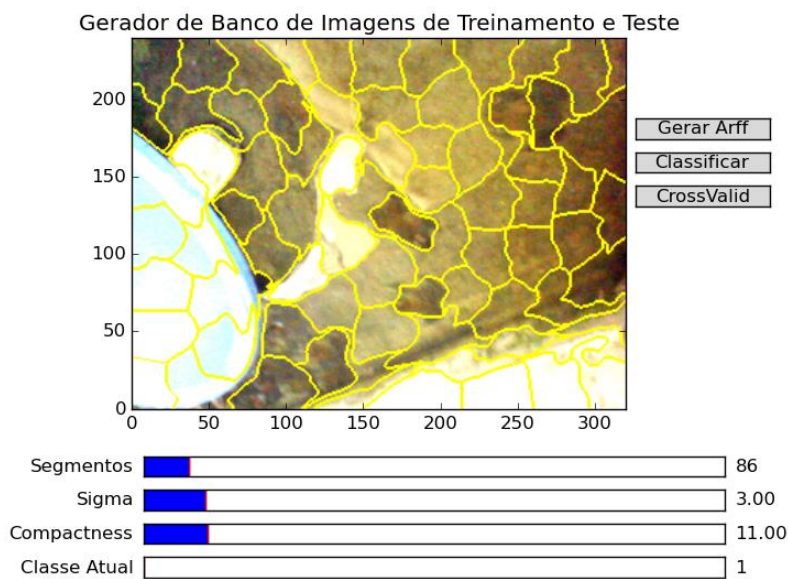 Gerador de Banco de Imagens de Treinamento e Teste
200
150
100
50
0
0 50 100 150 200 250 300
Gerar Arff
Classificar
CrossValid
Segmentos 86
Sigma 3.00
Compactness 11.00
Classe Atual 1